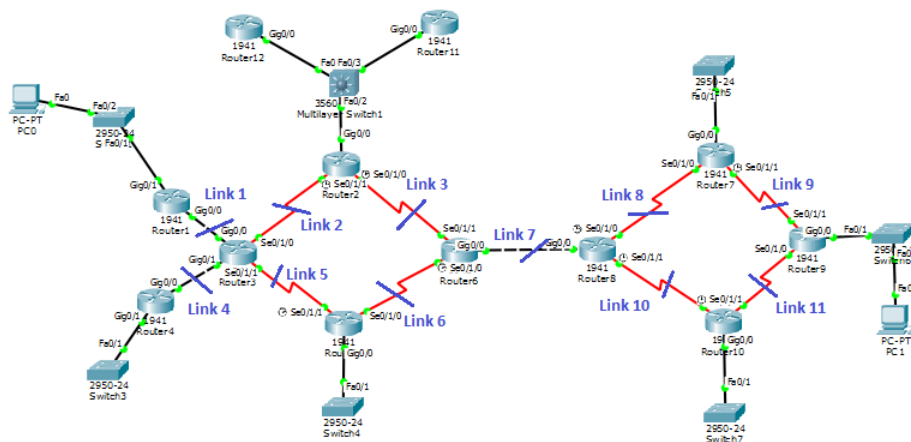 Gig0/0
1941
Router12
Gig0/0
1941
Router11
Fa0
Fa0/3
3560
Fa0/2
Multilayer Switch1
Gig0/0
PC-PT
PC0
Fa0
Fa0/2
2950-24
Fa0/1
Gig0/1
1941
Router1
Gig0/0
Link 1
Gig0/0
Se0/1/0
Gig0/1
Se0/1/1
Router3
Link 2
Se0/1/1
Se0/1/0
Router2
Link 3
Se0/1/1
Gig0/0
Se0/1/0
Router6
Link 4
Gig0/0
1941
Router4
Gig0/1
Fa0/1
2950-24
Switch3
Link 5
Se0/1/1
Se0/1/0
Link 6
Gig0/0
Fa0/1
2950-24
Switch4
Link 7
Gig0/0
Se0/1/0
1941
Router8
Se0/1/1
Link 8
2950-24
Fa0/1
Gig0/0
Se0/1/0
Se0/1/1
1941
Router7
Link 9
Se0/1/1
Gig0/0
Se0/1/0
1941
Router9
Fa0/1
2950-24
PC-PT
PC1
Link 10
Link 11
Se0/1/1
Se0/1/0
Gig0/0
Router10
Fa0/1
2950-24
Switch7